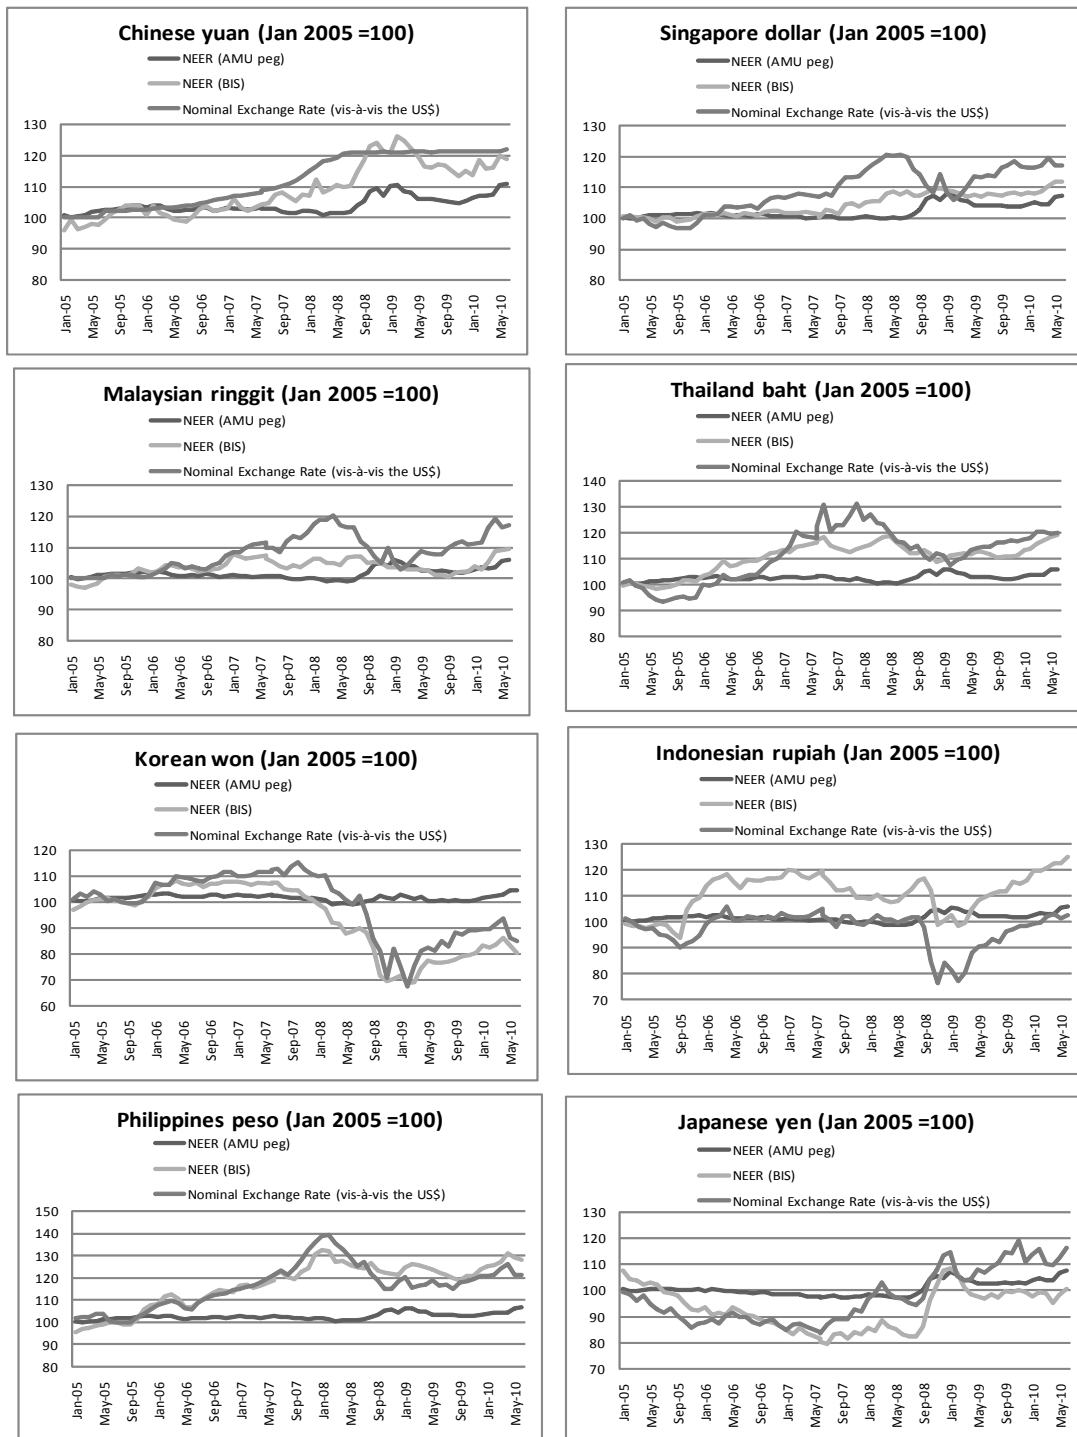 Chinese yuan (Jan 2005 =100)
NEER (AMU peg)
NEER (BIS)
Nominal Exchange Rate (vis-à-vis the US$)
130
120
110
100
90
80
Jan-05
May-05
Sep-05
Jan-06
May-06
Sep-06
Jan-07
May-07
Sep-07
Jan-08
May-08
Sep-08
Jan-09
May-09
Sep-09
Jan-10
May-10
Singapore dollar (Jan 2005 =100)
NEER (AMU peg)
NEER (BIS)
Nominal Exchange Rate (vis-à-vis the US$)
130
120
110
100
90
80
Jan-05
May-05
Sep-05
Jan-06
May-06
Sep-06
Jan-07
May-07
Sep-07
Jan-08
May-08
Sep-08
Jan-09
May-09
Sep-09
Jan-10
May-10
Malaysian ringgit (Jan 2005 =100)
NEER (AMU peg)
NEER (BIS)
Nominal Exchange Rate (vis-à-vis the US$)
130
120
110
100
90
80
Jan-05
May-05
Sep-05
Jan-06
May-06
Sep-06
Jan-07
May-07
Sep-07
Jan-08
May-08
Sep-08
Jan-09
May-09
Sep-09
Jan-10
May-10
Thailand baht (Jan 2005 =100)
NEER (AMU peg)
NEER (BIS)
Nominal Exchange Rate (vis-à-vis the US$)
140
130
120
110
100
90
80
Jan-05
May-05
Sep-05
Jan-06
May-06
Sep-06
Jan-07
May-07
Sep-07
Jan-08
May-08
Sep-08
Jan-09
May-09
Sep-09
Jan-10
May-10
Korean won (Jan 2005 =100)
NEER (AMU peg)
NEER (BIS)
Nominal Exchange Rate (vis-à-vis the US$)
120
110
100
90
80
70
60
Jan-05
May-05
Sep-05
Jan-06
May-06
Sep-06
Jan-07
May-07
Sep-07
Jan-08
May-08
Sep-08
Jan-09
May-09
Sep-09
Jan-10
May-10
Indonesian rupiah (Jan 2005 =100)
NEER (AMU peg)
NEER (BIS)
Nominal Exchange Rate (vis-à-vis the US$)
130
120
110
100
90
80
70
Jan-05
May-05
Sep-05
Jan-06
May-06
Sep-06
Jan-07
May-07
Sep-07
Jan-08
May-08
Sep-08
Jan-09
May-09
Sep-09
Jan-10
May-10
Philippines peso (Jan 2005 =100)
NEER (AMU peg)
NEER (BIS)
Nominal Exchange Rate (vis-à-vis the US$)
150
140
130
120
110
100
90
80
Jan-05
May-05
Sep-05
Jan-06
May-06
Sep-06
Jan-07
May-07
Sep-07
Jan-08
May-08
Sep-08
Jan-09
May-09
Sep-09
Jan-10
May-10
Japanese yen (Jan 2005 =100)
NEER (AMU peg)
NEER (BIS)
Nominal Exchange Rate (vis-à-vis the US$)
130
120
110
100
90
80
70
Jan-05
May-05
Sep-05
Jan-06
May-06
Sep-06
Jan-07
May-07
Sep-07
Jan-08
May-08
Sep-08
Jan-09
May-09
Sep-09
Jan-10
May-10